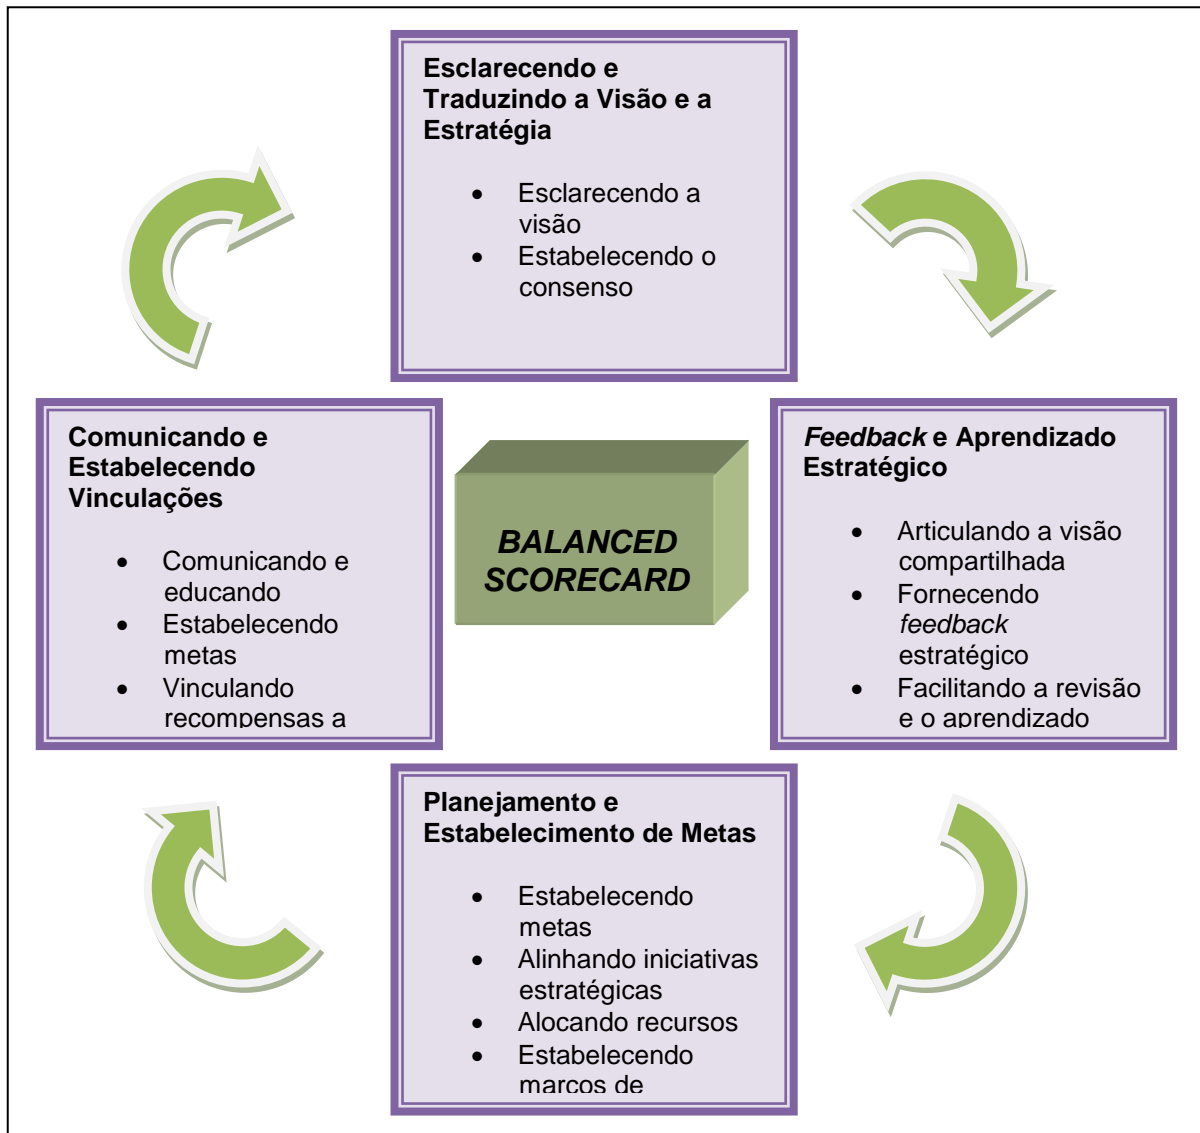 Esclarecendo e
Traduzindo a Visão e a
Estratégia
• Esclarecendo a
visão
• Estabelecendo o
consenso
Comunicando e
Estabelecendo
Vinculações
• Comunicando e
educando
• Estabelecendo
metas
• Vinculando
recompensas a
BALANCED
SCORECARD
Feedback e Aprendizado
Estratégico
• Articulando a visão
compartilhada
• Fornecendo
feedback
estratégico
• Facilitando a revisão
e o aprendizado
Planejamento e
Estabelecimento de Metas
• Estabelecendo
metas
• Alinhando iniciativas
estratégicas
• Alocando recursos
• Estabelecendo
marcos de